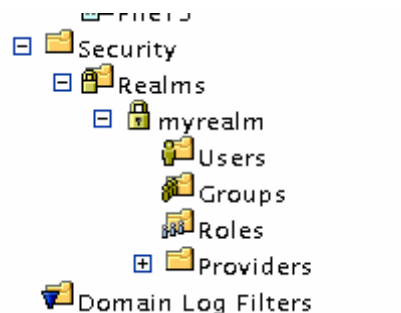 Security
Realms
myrealm
Users
Groups
Roles
Providers
Domain Log Filters